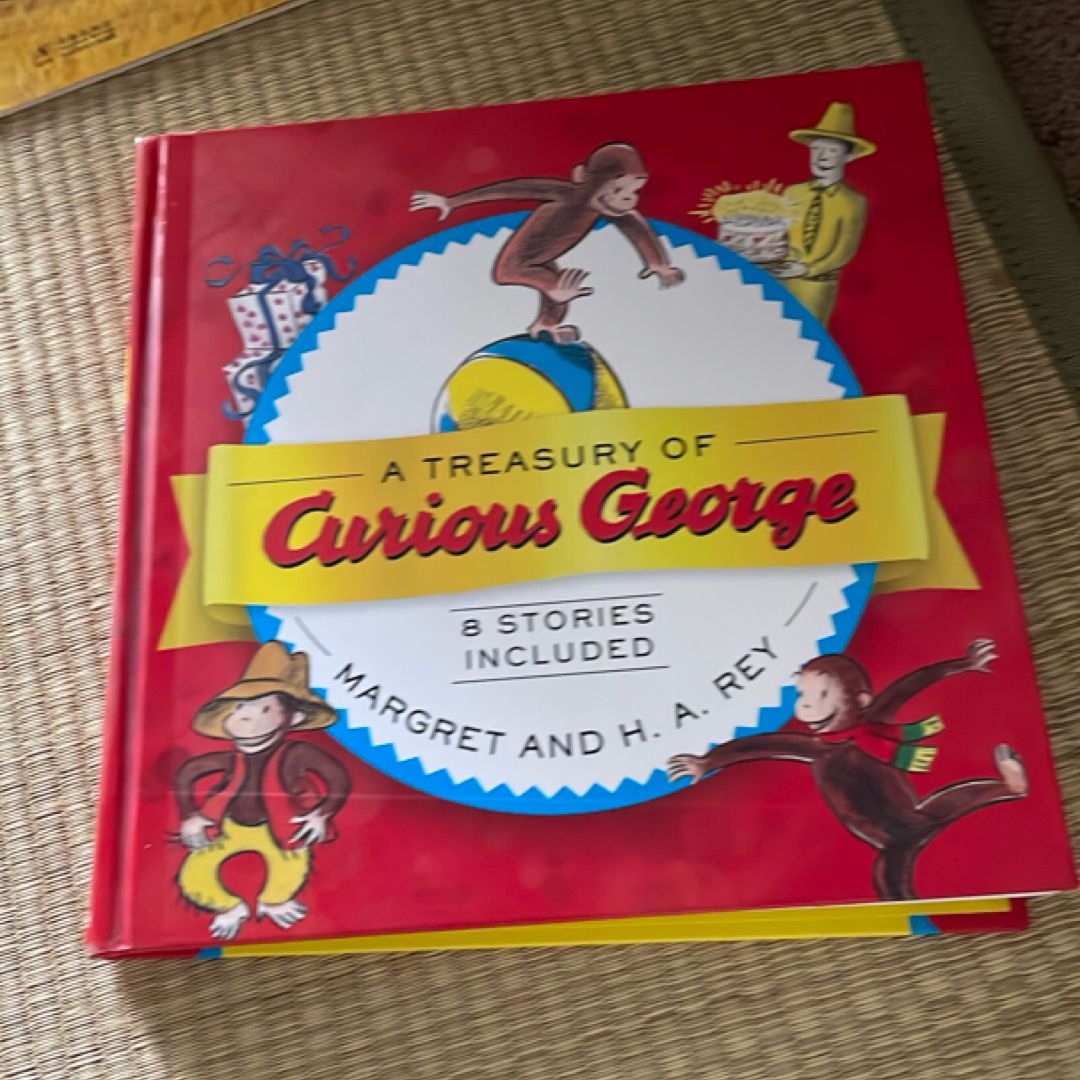 A TREASURY OF
Curious George
8 STORIES
INCLUDED
MARGRET AND H. A. REY